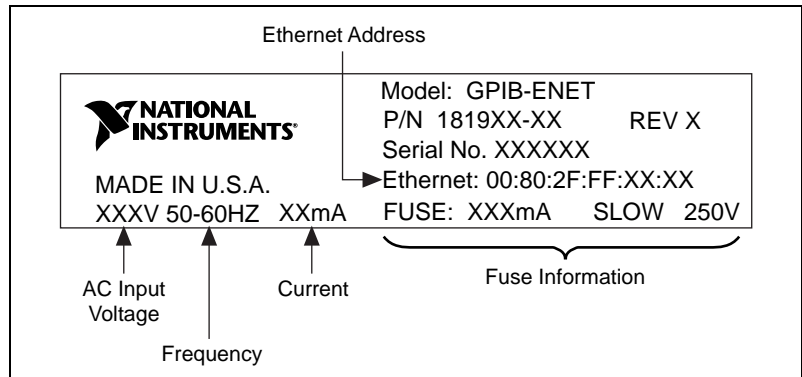 Ethernet Address
NATIONAL
INSTRUMENTS
MADE IN U.S.A.
XXXV 50-60HZ XXmA
Model: GPIB-ENET
P/N 1819XX-XX REV X
Serial No. XXXXXX
Ethernet: 00:80:2F:FF:XX:XX
FUSE: XXXmA SLOW 250V
AC Input
Voltage
Frequency
Current
Fuse Information